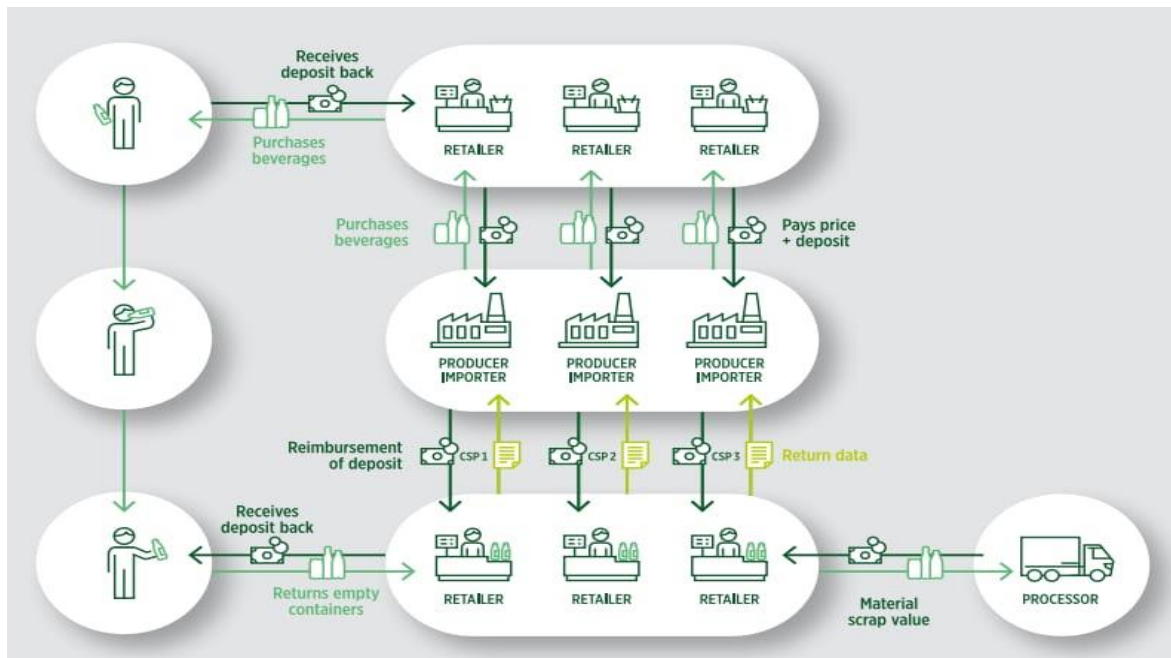 Receives
deposit back
Purchases
beverages
RETAILER
RETAILER
RETAILER
Purchases
beverages
Pays price
+ deposit
PRODUCER
IMPORTER
PRODUCER
IMPORTER
PRODUCER
IMPORTER
Reimbursement
of deposit
CSP 1
CSP 2
CSP 3
Return data
Receives
deposit back
Returns empty
containers
RETAILER
RETAILER
RETAILER
Material
scrap value
PROCESSOR